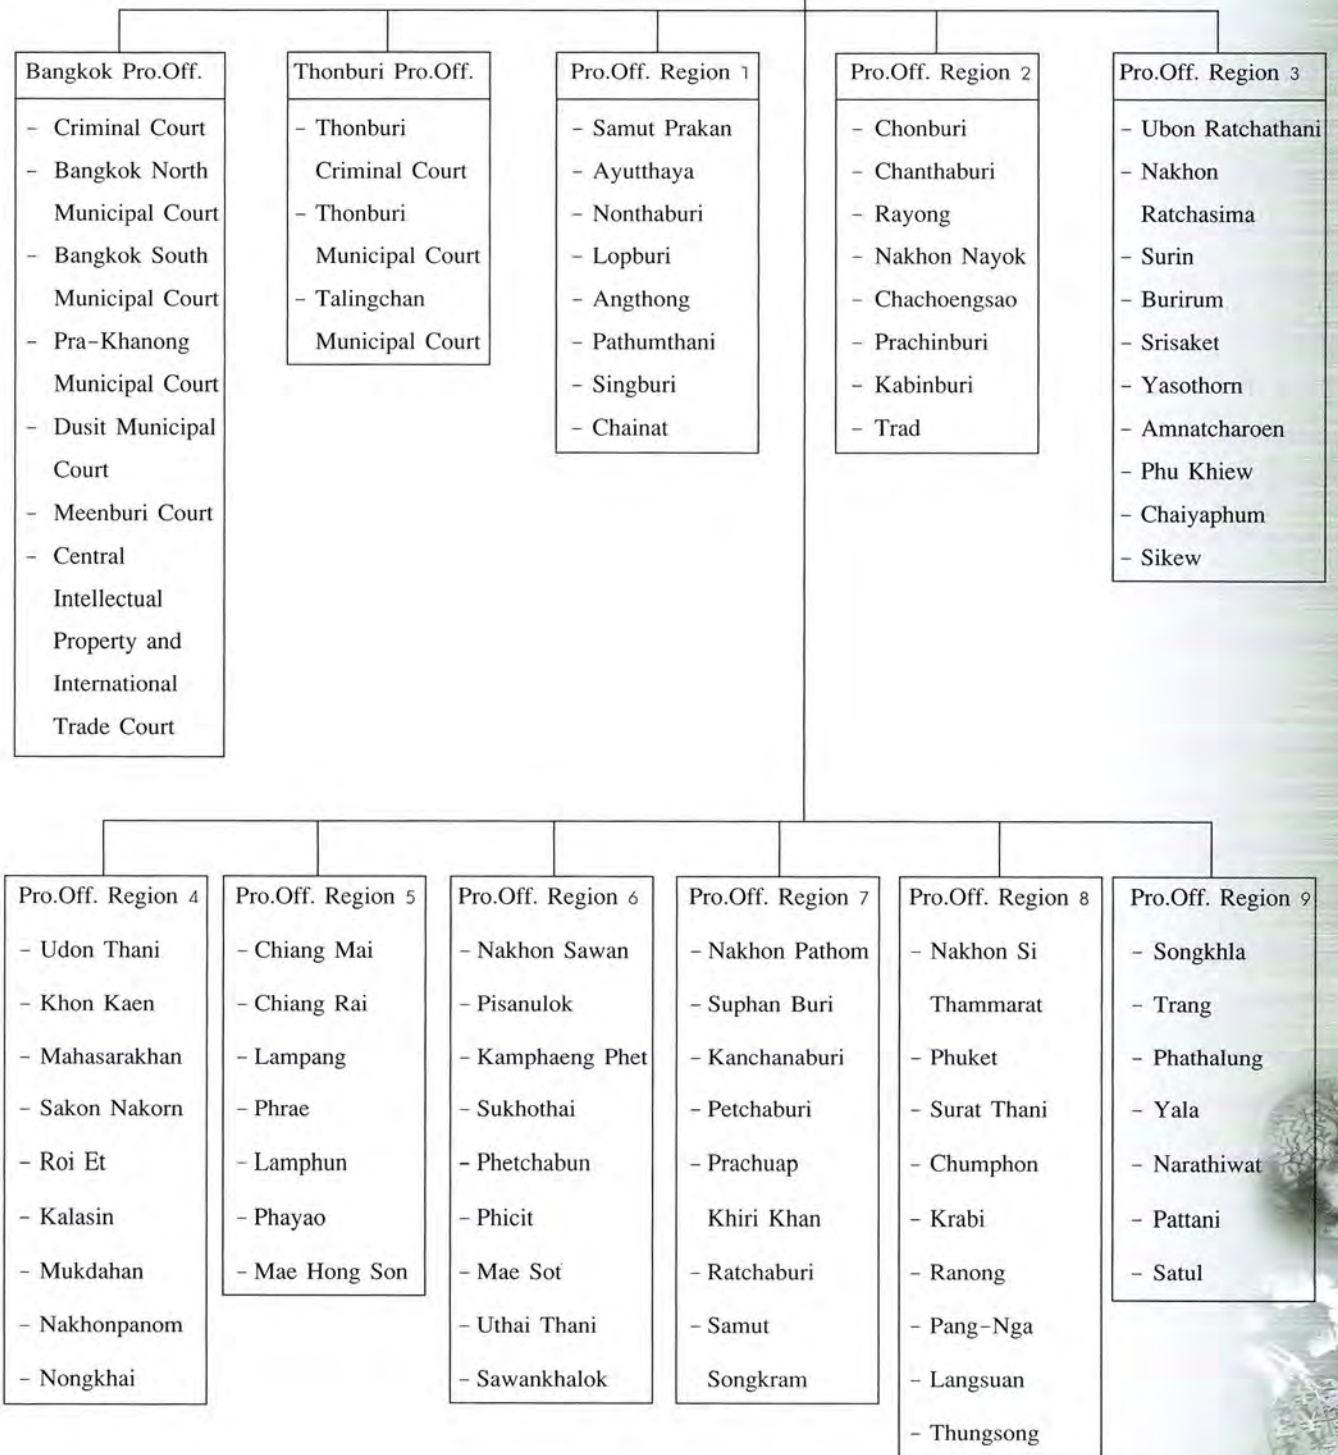 Bangkok Pro.Off.
- Criminal Court
- Bangkok North
Municipal Court
- Bangkok South
Municipal Court
- Pra-Khanong
Municipal Court
- Dusit Municipal
Court
- Meenburi Court
- Central
Intellectual
Property and
International
Trade Court
Thonburi Pro.Off.
- Thonburi
Criminal Court
- Thonburi
Municipal Court
- Talingchan
Municipal Court
Pro.Off. Region 1
- Samut Prakan
- Ayutthaya
- Nonthaburi
- Lopburi
- Angthong
- Pathumthani
- Singburi
- Chainat
Pro.Off. Region 2
- Chonburi
- Chanthaburi
- Rayong
- Nakhon Nayok
- Chachoengsao
- Prachinburi
- Kabinburi
- Trad
Pro.Off. Region 3
- Ubon Ratchathani
- Nakhon
Ratchasima
- Surin
- Burirum
- Srisaket
- Yasothorn
- Amnatcharoen
- Phu Khiew
- Chaiyaphum
- Sikew
Pro.Off. Region 4
- Udon Thani
- Khon Kaen
- Mahasarakhan
- Sakon Nakorn
- Roi Et
- Kalasin
- Mukdahan
- Nakhonpanom
- Nongkhai
Pro.Off. Region 5
- Chiang Mai
- Chiang Rai
- Lampang
- Phrae
- Lamphun
- Phayao
- Mae Hong Son
Pro.Off. Region 6
- Nakhon Sawan
- Pisanulok
- Kamphaeng Phet
- Sukhothai
- Phetchabun
- Phicit
- Mae Sot
- Uthai Thani
- Sawankhalok
Pro.Off. Region 7
- Nakhon Pathom
- Suphan Buri
- Kanchanaburi
- Petchaburi
- Prachuap
Khiri Khan
- Ratchaburi
- Samut
Songkram
Pro.Off. Region 8
- Nakhon Si
Thammarat
- Phuket
- Surat Thani
- Chumphon
- Krabi
- Ranong
- Pang-Nga
- Langsuan
- Thungsong
Pro.Off. Region 9
- Songkhla
- Trang
- Phathalung
- Yala
- Narathiwat
- Pattani
- Satul